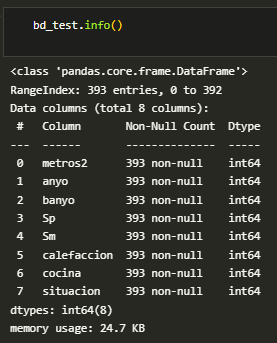 bd_test.info()
<class 'pandas.core.frame.DataFrame'>
RangeIndex: 393 entries, 0 to 392
Data columns (total 8 columns):
 #   Column       Non-Null Count  Dtype
---  ------       --------------  -----
 0   metros2      393 non-null    int64
 1   anyo         393 non-null    int64
 2   banyo        393 non-null    int64
 3   Sp           393 non-null    int64
 4   Sm           393 non-null    int64
 5   calefaccion  393 non-null    int64
 6   cocina       393 non-null    int64
 7   situacion    393 non-null    int64
dtypes: int64(8)
memory usage: 24.7 KB